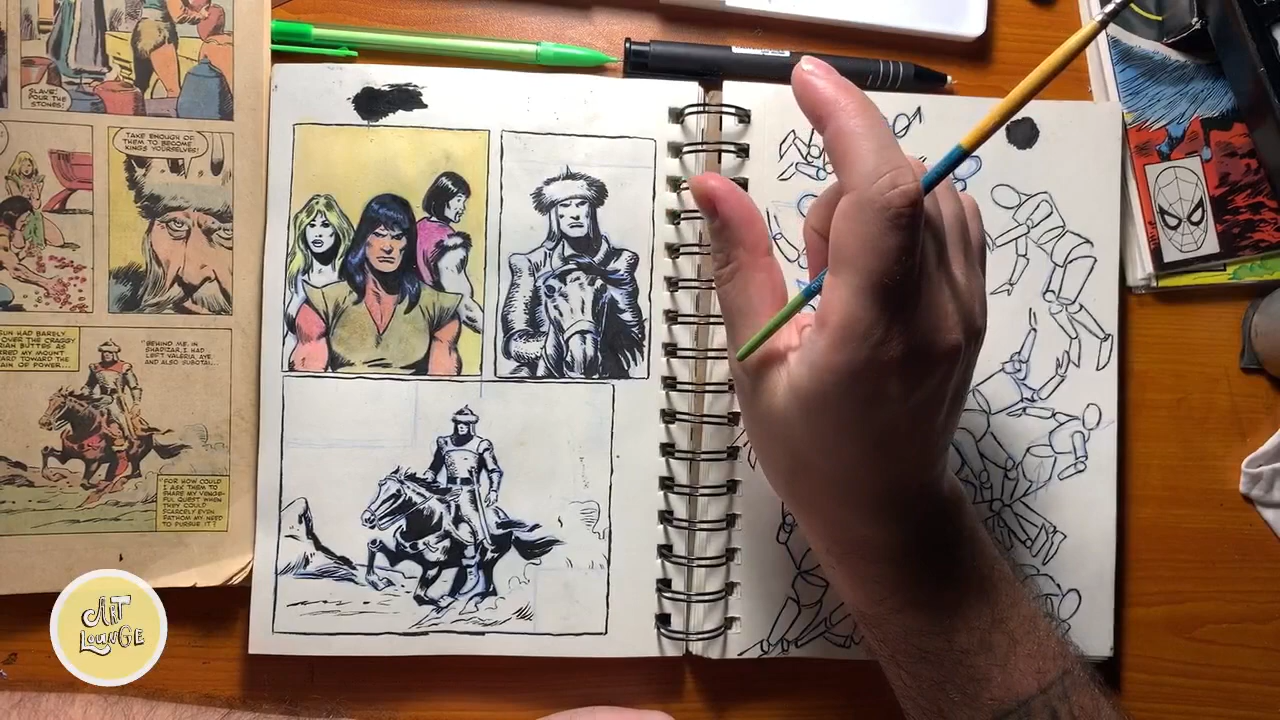 SLAVE!
POUR THE
STONES!
TAKE ENOUGH OF
THEM TO BECOME
KINGS YOURSELVES!
SUN HAD BARELY
OVER THE CRAGGY
RIAN BUTTES AS
RED MY MOUNT
ARD TOWARD THE
AIN OF POWER...
"BEHIND ME, IN
SHADIZAR, I HAD
LEFT VALERIA, AYE,
AND ALSO SUBOTAI...
"FOR HOW COULD
I ASK THEM TO
SHARE MY VENGE-
FUL QUEST WHEN
THEY COULD
SCARCELY EVEN
FATHOM MY NEED
TO PURSUE IT?
ART
LOUNGE